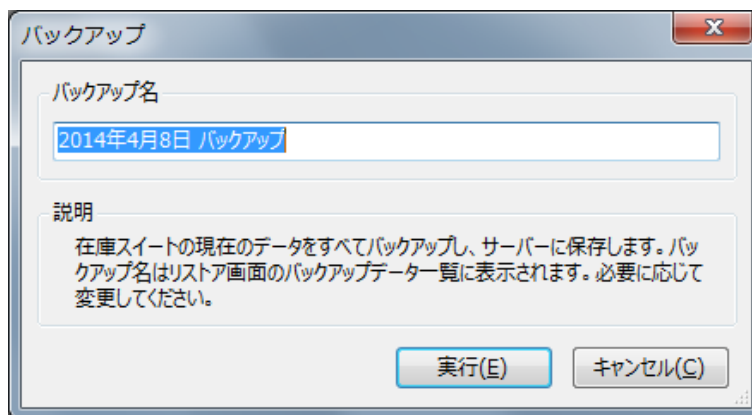 バックアップ
バックアップ名
2014年4月8日 バックアップ
説明
在庫スイートの現在のデータをすべてバックアップし、サーバーに保存します。バッ
クアップ名はリストア画面のバックアップデータ一覧に表示されます。必要に応じて
変更してください。
実行(E)
キャンセル(C)